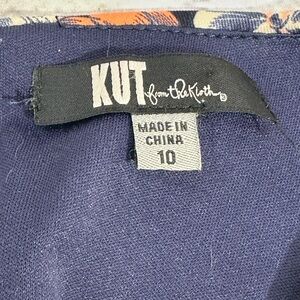 KUT from the Kloth®
MADE IN
CHINA
10